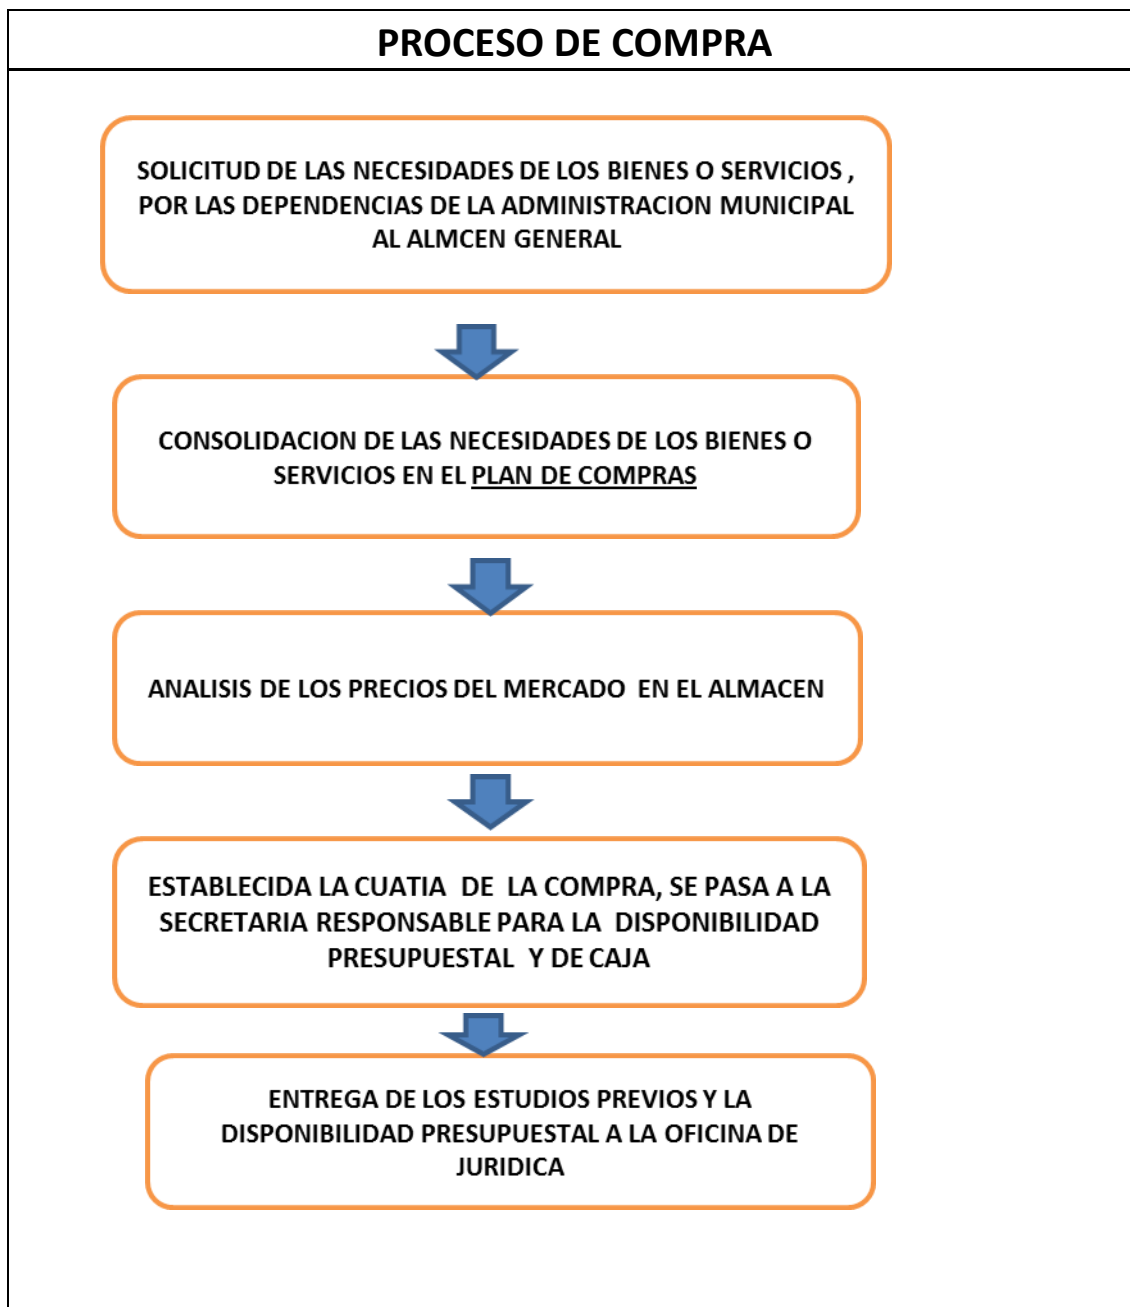 PROCESO DE COMPRA
SOLICITUD DE LAS NECESIDADES DE LOS BIENES O SERVICIOS ,
POR LAS DEPENDENCIAS DE LA ADMINISTRACION MUNICIPAL
AL ALMCEN GENERAL
CONSOLIDACION DE LAS NECESIDADES DE LOS BIENES O
SERVICIOS EN EL PLAN DE COMPRAS
ANALISIS DE LOS PRECIOS DEL MERCADO EN EL ALMACEN
ESTABLECIDA LA CUATIA DE LA COMPRA, SE PASA A LA
SECRETARIA RESPONSABLE PARA LA DISPONIBILIDAD
PRESUPUESTAL Y DE CAJA
ENTREGA DE LOS ESTUDIOS PREVIOS Y LA
DISPONIBILIDAD PRESUPUESTAL A LA OFICINA DE
JURIDICA